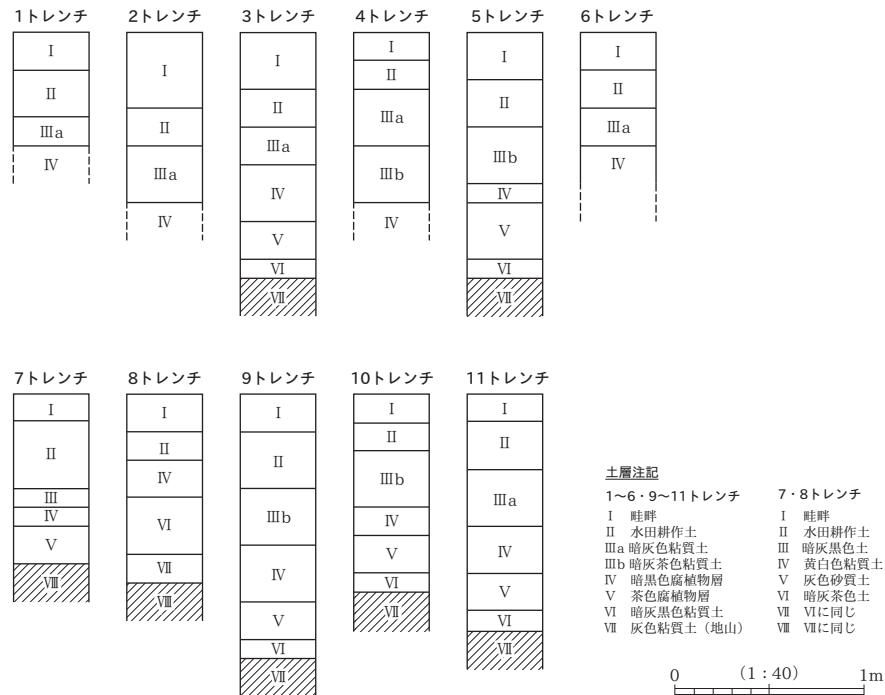 1トレンチ
Ⅰ
Ⅱ
Ⅲa
Ⅳ
2トレンチ
Ⅰ
Ⅱ
Ⅲa
Ⅳ
3トレンチ
Ⅰ
Ⅱ
Ⅲa
Ⅳ
Ⅴ
Ⅵ
Ⅶ
4トレンチ
Ⅰ
Ⅱ
Ⅲa
Ⅲb
Ⅳ
5トレンチ
Ⅰ
Ⅱ
Ⅲb
Ⅳ
Ⅴ
Ⅵ
Ⅶ
6トレンチ
Ⅰ
Ⅱ
Ⅲa
Ⅳ
7トレンチ
Ⅰ
Ⅱ
Ⅲ
Ⅳ
Ⅴ
Ⅷ
8トレンチ
Ⅰ
Ⅱ
Ⅳ
Ⅵ
Ⅶ
Ⅷ
9トレンチ
Ⅰ
Ⅱ
Ⅲb
Ⅳ
Ⅴ
Ⅵ
Ⅶ
10トレンチ
Ⅰ
Ⅱ
Ⅲb
Ⅳ
Ⅴ
Ⅵ
Ⅶ
11トレンチ
Ⅰ
Ⅱ
Ⅲa
Ⅳ
Ⅴ
Ⅵ
Ⅶ
土層注記
1～6・9～11トレンチ
Ⅰ 畦畔
Ⅱ 水田耕作土
Ⅲa 暗灰色粘質土
Ⅲb 暗灰茶色粘質土
Ⅳ 暗黒色腐植物層
Ⅴ 茶色腐植物層
Ⅵ 暗灰黒色粘質土
Ⅶ 灰色粘質土（地山）
7・8トレンチ
Ⅰ 畦畔
Ⅱ 水田耕作土
Ⅲ 暗灰黒色土
Ⅳ 黄白色粘質土
Ⅴ 灰色砂質土
Ⅵ 暗灰茶色土
Ⅶ Ⅵに同じ
Ⅷ Ⅶに同じ
0 (1：40) 1m